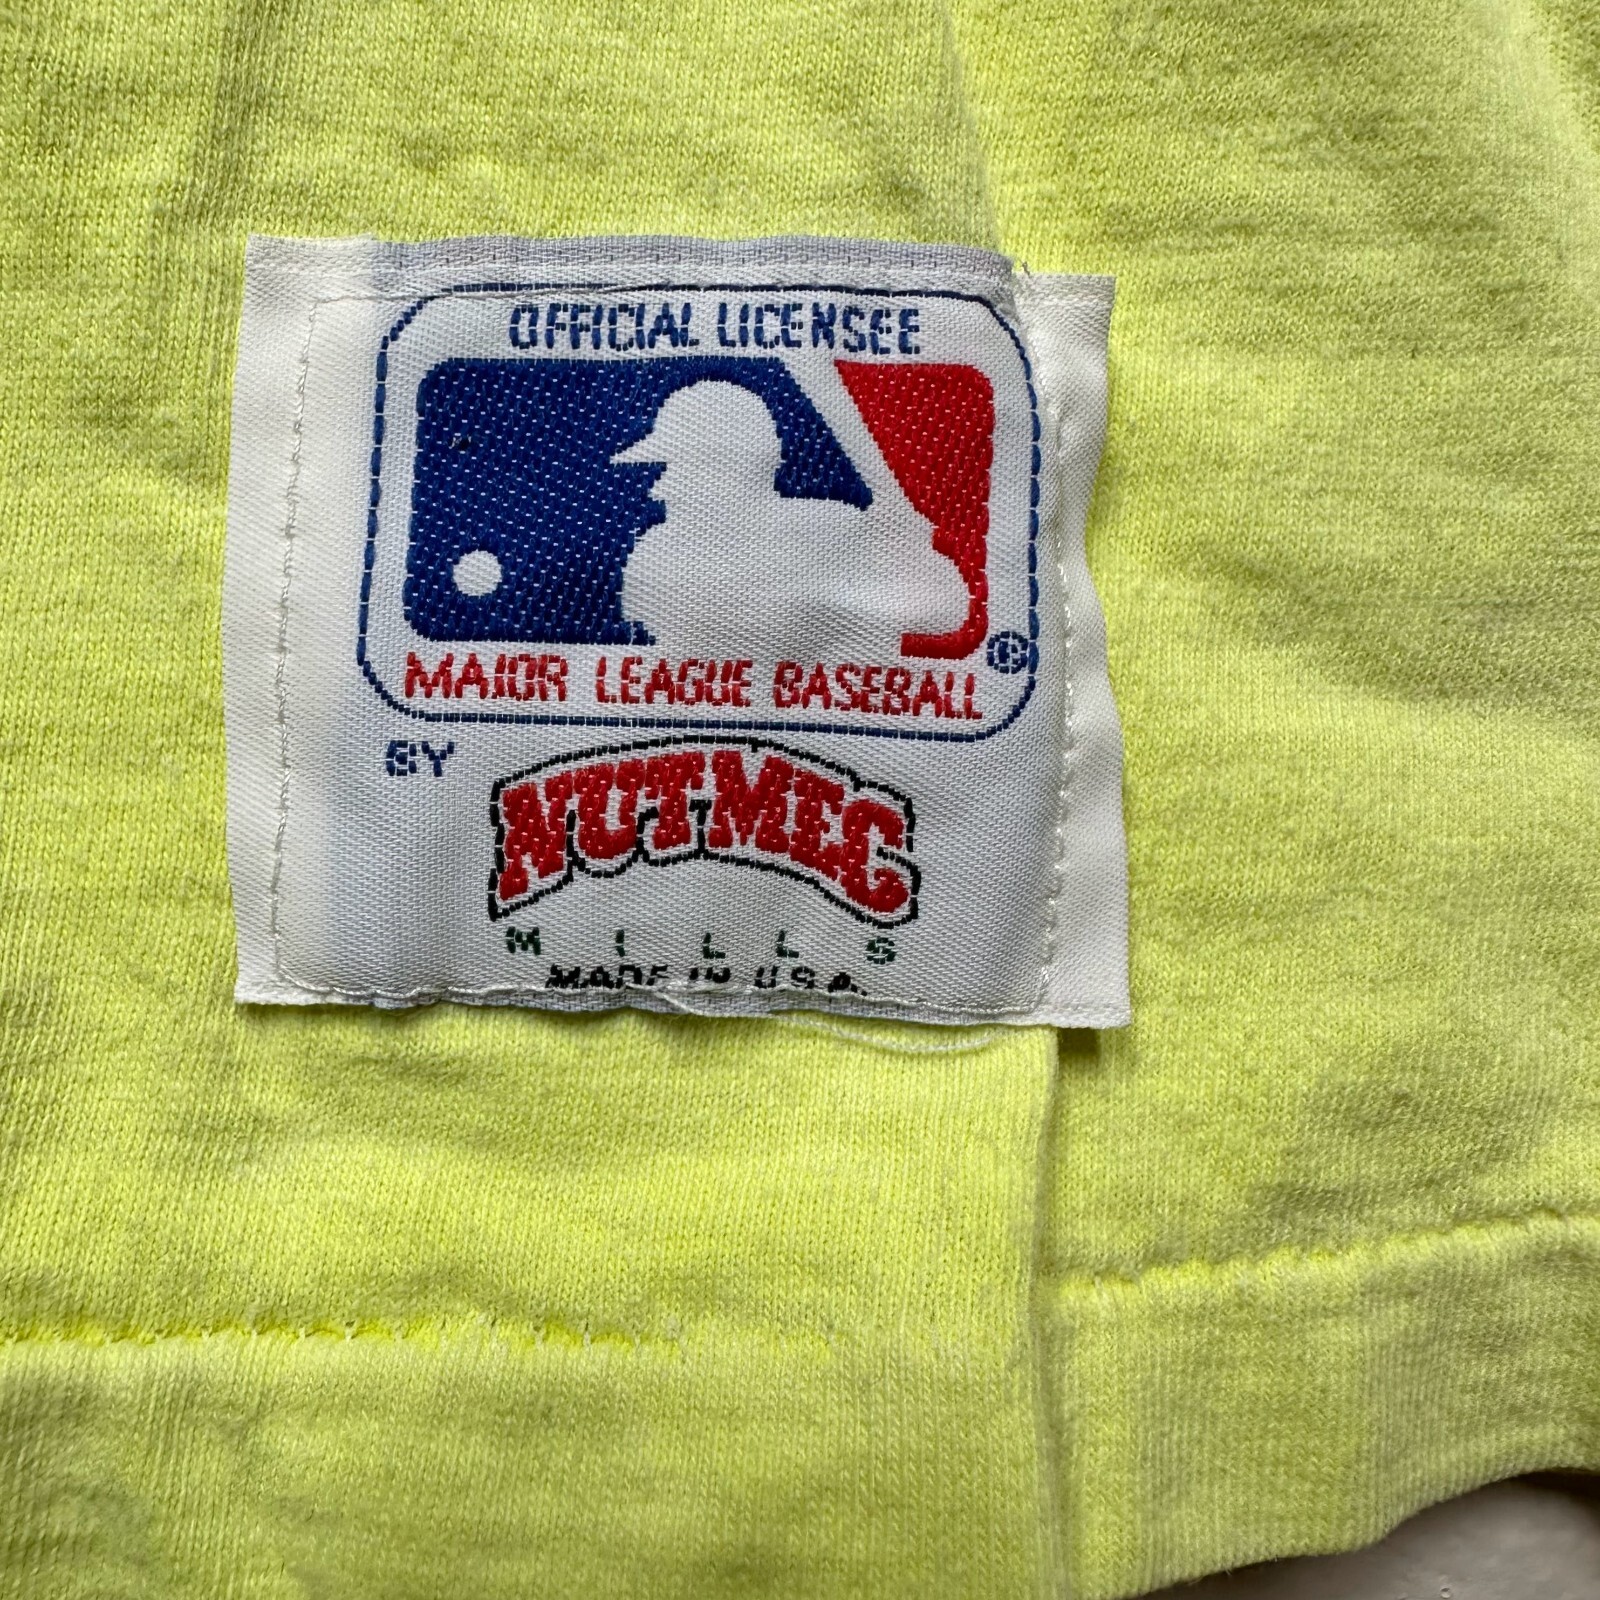 OFFICIAL LICENSEE
©
MAJOR LEAGUE BASEBALL
BY
NUTMEG
MILLS
MADE IN U.S.A.